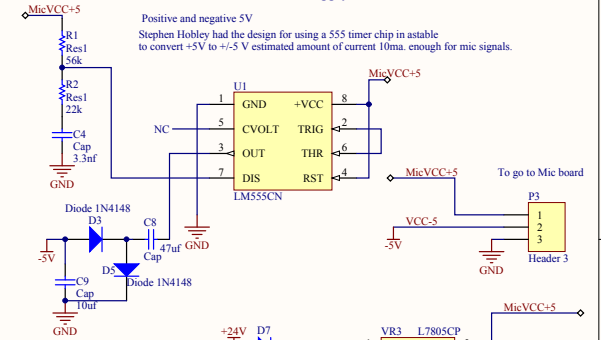 Positive and negative 5V
Stephen Hobley had the design for using a 555 timer chip in astable
to convert +5V to +/-5 V estimated amount of current 10ma. enough for mic signals.
MicVCC+5
R1
Res1
56k
R2
Res1
22k
C4
Cap
3.3nf
GND
U1
1 GND +VCC 8
NC 5 CVOLT TRIG 2
3 OUT THR 6
7 DIS RST 4
LM555CN
MicVCC+5
GND
Diode 1N4148
D3
C8
47uf
Cap
-5V
D5
Diode 1N4148
C9
Cap
10uf
GND
To go to Mic board
MicVCC+5
P3
VCC-5
1
2
3
-5V
GND
Header 3
MicVCC+5
+24V
D7
VR3
L7805CP